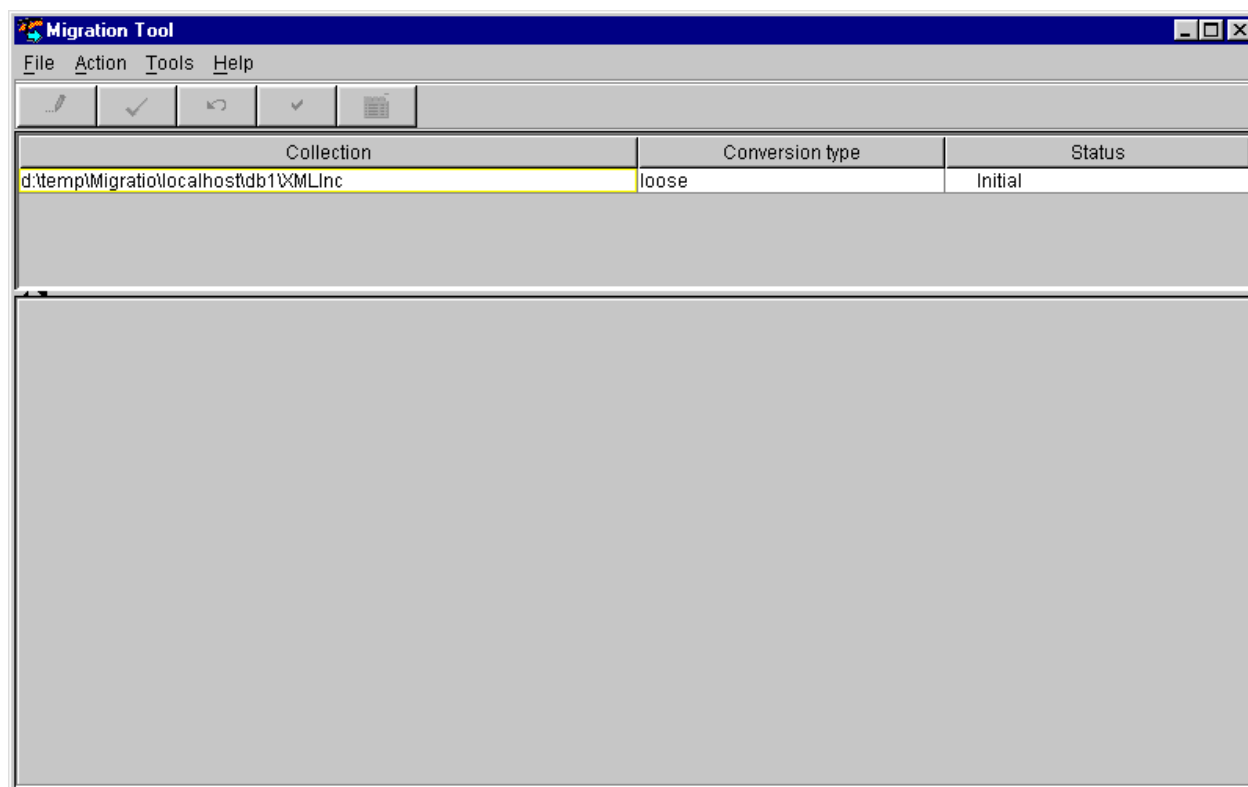 Migration Tool
File Action Tools Help
Collection Conversion type Status
d:\temp\Migratio\localhost\db1\XMLInc loose Initial